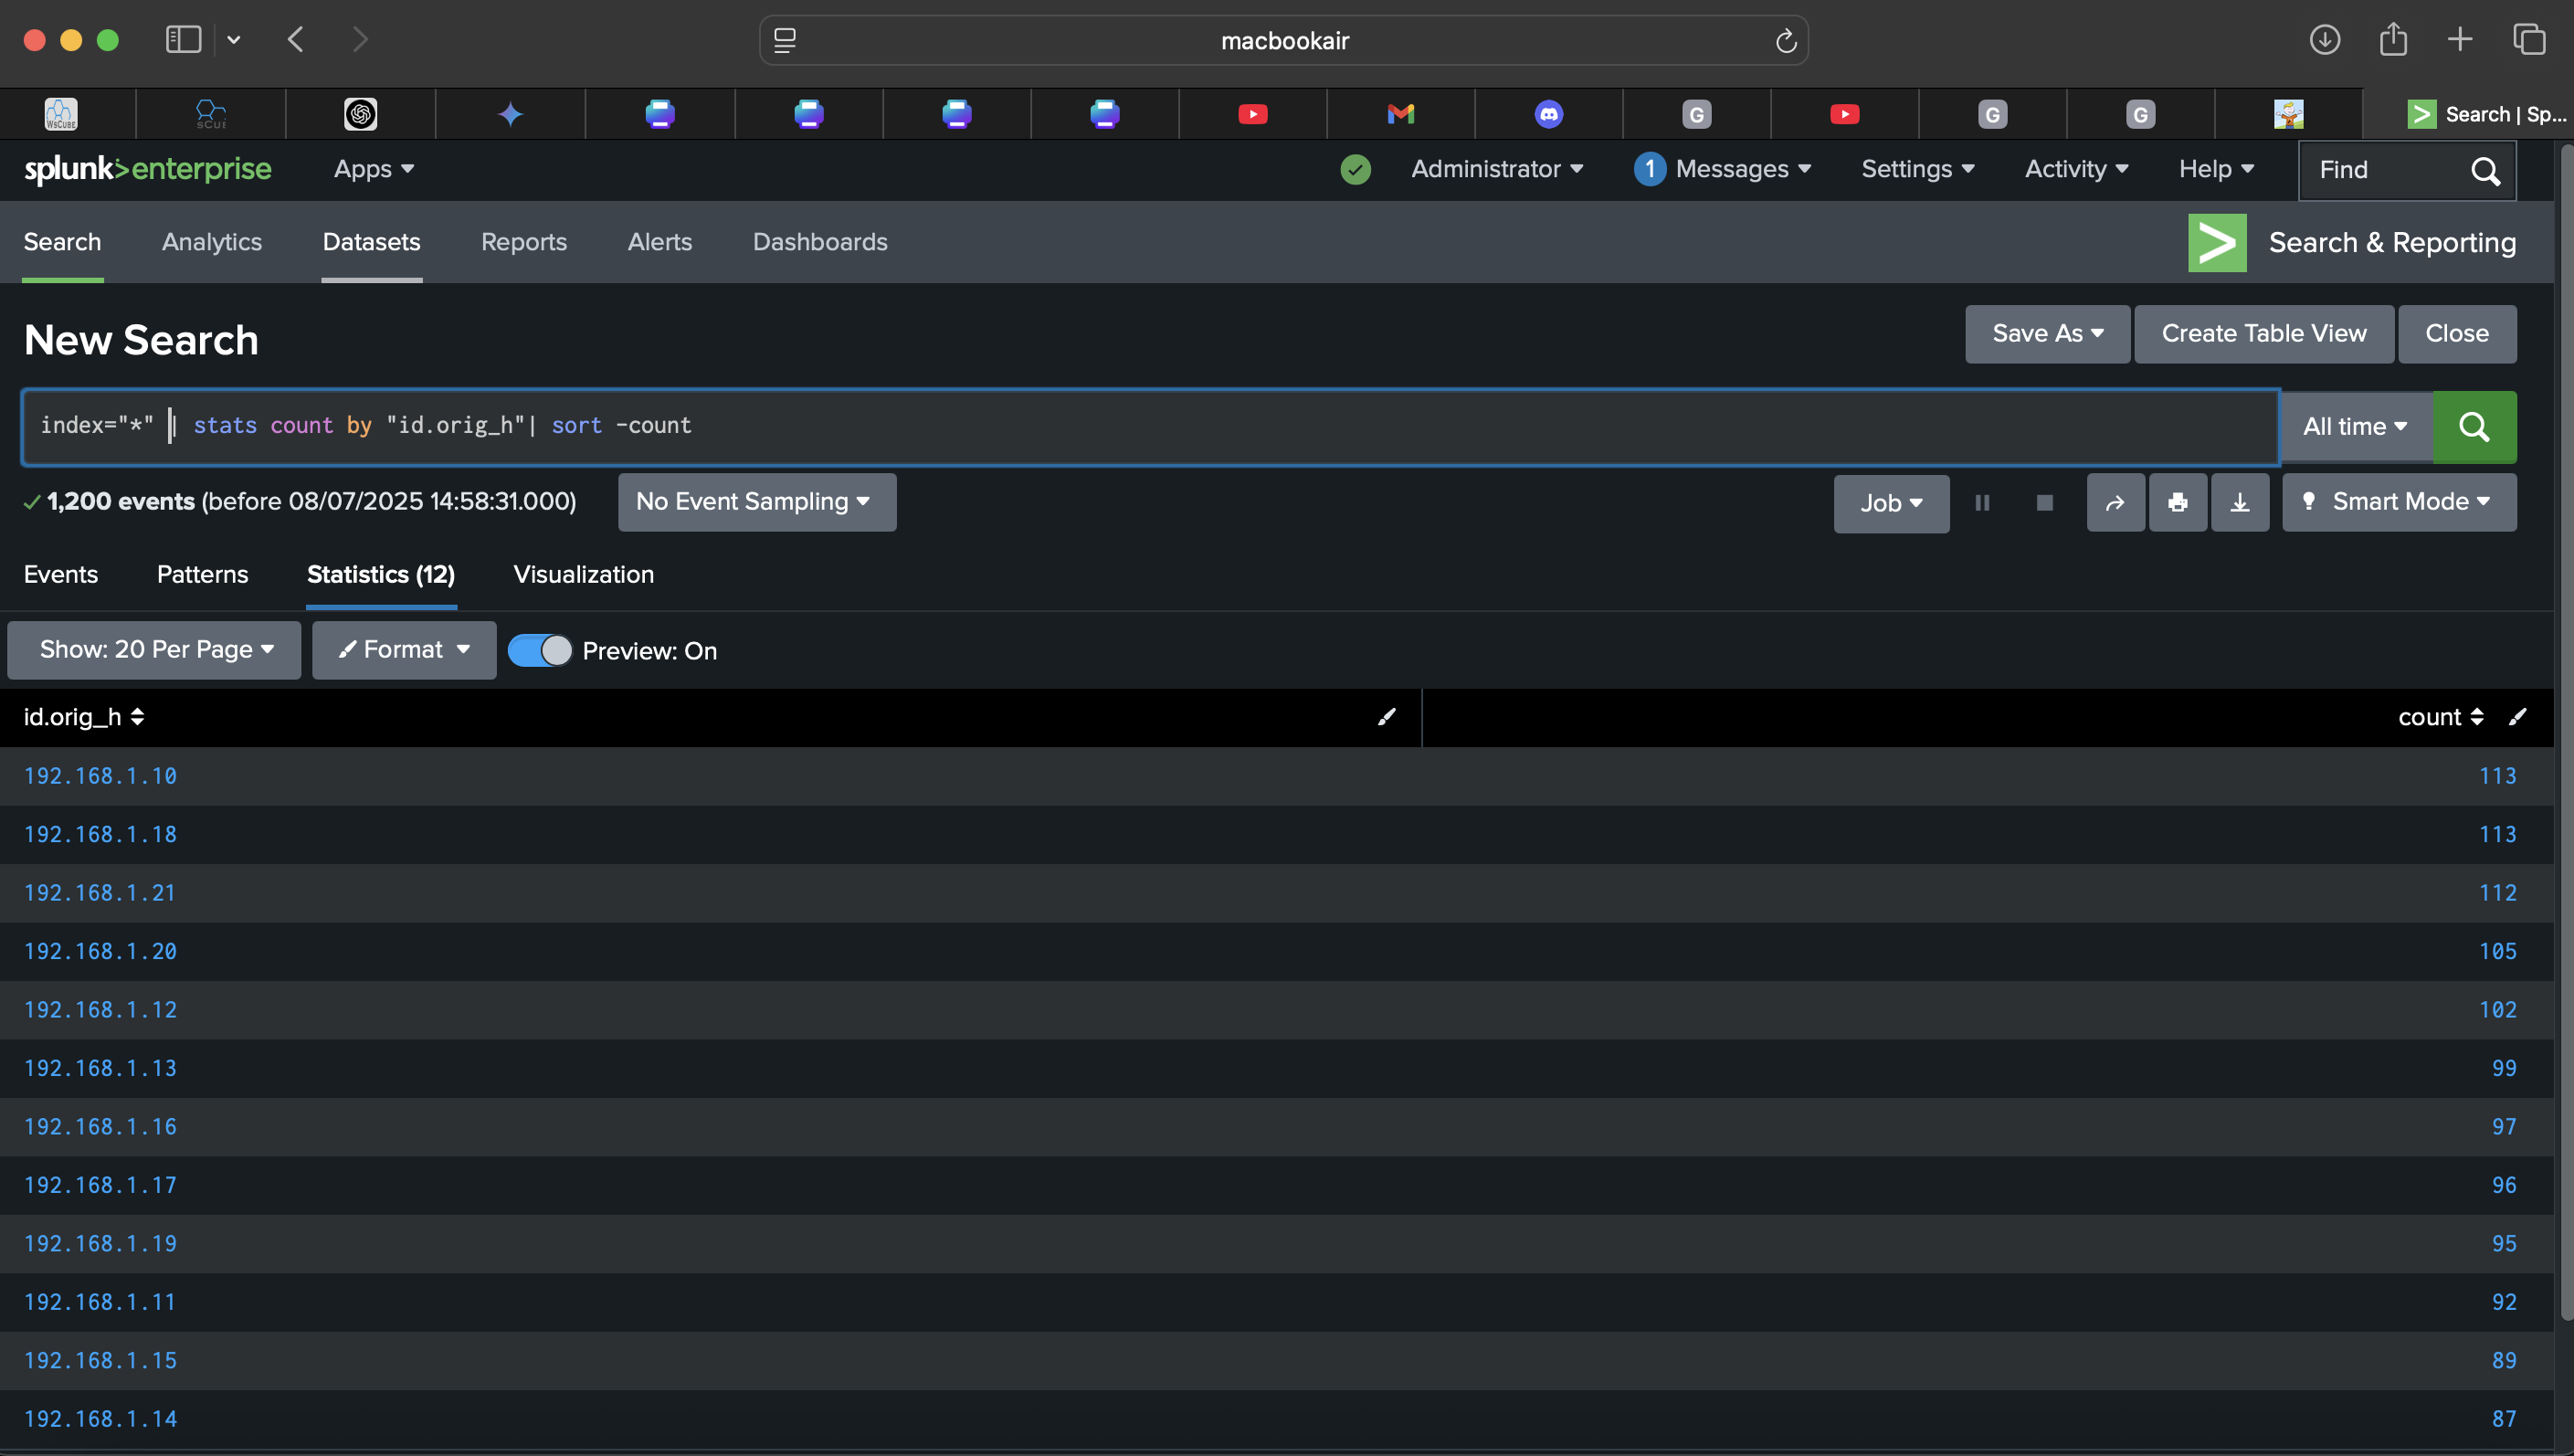 macbookair
WsCUBE
G
G
G
Search | Sp...
splunk>enterprise Apps Administrator 1 Messages Settings Activity Help Find
Search Analytics Datasets Reports Alerts Dashboards > Search & Reporting
New Search Save As Create Table View Close
index="*" | stats count by "id.orig_h"| sort -count All time
1,200 events (before 08/07/2025 14:58:31.000) No Event Sampling Job Smart Mode
Events Patterns Statistics (12) Visualization
Show: 20 Per Page Format Preview: On
id.orig_h count
192.168.1.10 113
192.168.1.18 113
192.168.1.21 112
192.168.1.20 105
192.168.1.12 102
192.168.1.13 99
192.168.1.16 97
192.168.1.17 96
192.168.1.19 95
192.168.1.11 92
192.168.1.15 89
192.168.1.14 87